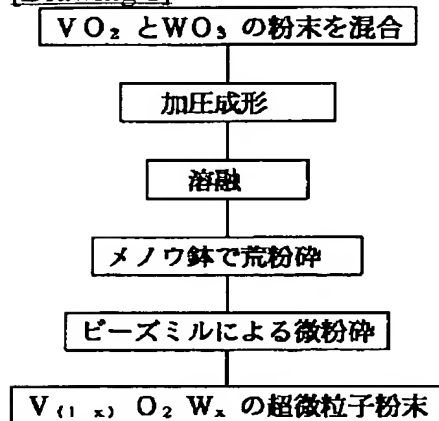 ＶＯ₂ とＷＯ₃ の粉末を混合
加圧成形
溶融
メノウ鉢で荒粉砕
ビーズミルによる微粉砕
Ｖ₍₁ ₓ₎ Ｏ₂ Ｗₓ の超微粒子粉末